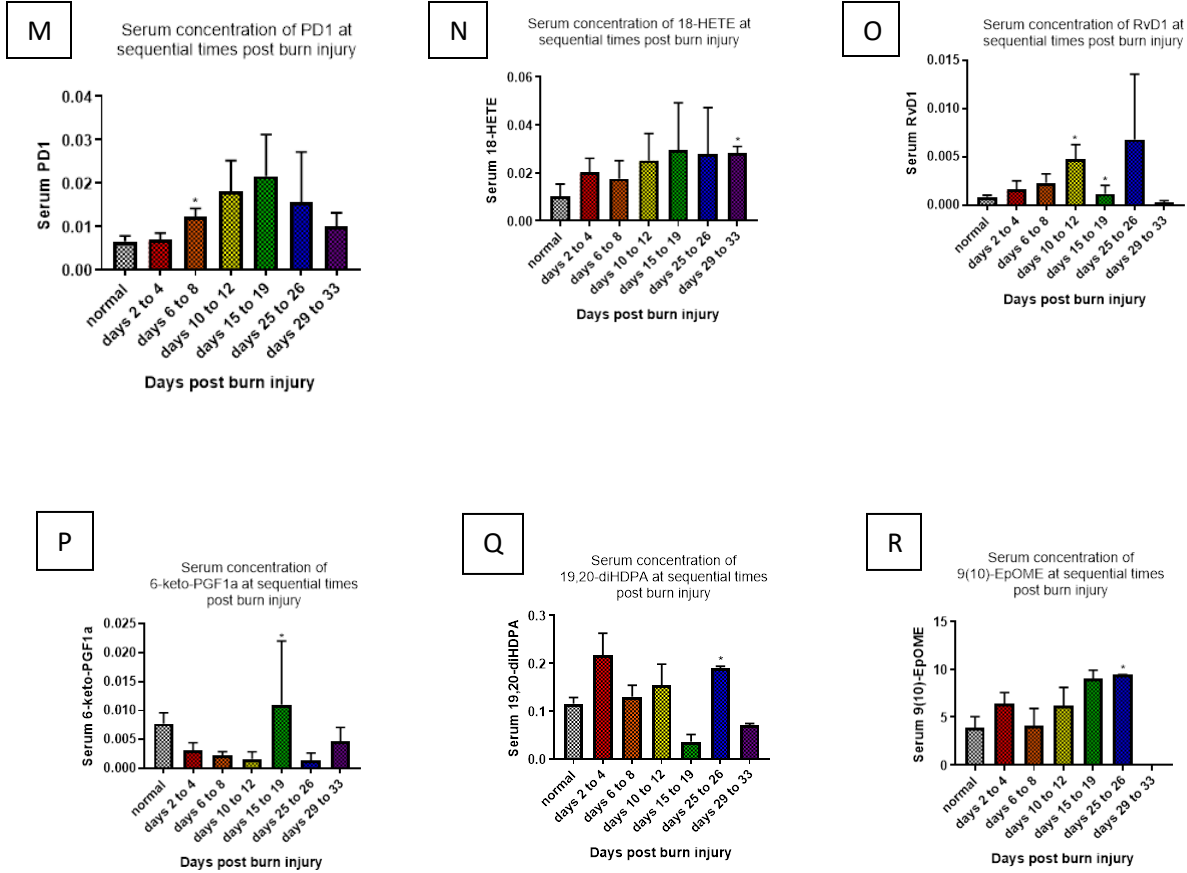 M
Serum concentration of PD1 at
sequential times post burn injury
0.04
0.03
0.02
0.01
0.00
Serum PD1
*
normal
days 2 to 4
days 6 to 8
days 10 to 12
days 15 to 19
days 25 to 26
days 29 to 33
Days post burn injury
N
Serum concentration of 18-HETE at
sequential times post burn injury
0.06
0.04
0.02
0.00
Serum 18-HETE
*
normal
days 2 to 4
days 6 to 8
days 10 to 12
days 15 to 19
days 25 to 26
days 29 to 33
Days post burn injury
O
Serum concentration of RvD1 at
sequential times post burn injury
0.015
0.010
0.005
0.000
Serum RvD1
*
*
normal
days 2 to 4
days 6 to 8
days 10 to 12
days 15 to 19
days 25 to 26
days 29 to 33
Days post burn injury
P
Serum concentration of
6-keto-PGF1a at sequential times
post burn injury
0.025
0.020
0.015
0.010
0.005
0.000
Serum 6-keto-PGF1a
*
normal
days 2 to 4
days 6 to 8
days 10 to 12
days 15 to 19
days 25 to 26
days 29 to 33
Days post burn injury
Q
Serum concentration of
19,20-diHDPA at sequential times
post burn injury
0.3
0.2
0.1
0.0
Serum 19,20-diHDPA
*
normal
days 2 to 4
days 6 to 8
days 10 to 12
days 15 to 19
days 25 to 26
days 29 to 33
Days post burn injury
R
Serum concentration of
9(10)-EpOME at sequential times
post burn injury
15
10
5
0
Serum 9(10)-EpOME
*
normal
days 2 to 4
days 6 to 8
days 10 to 12
days 15 to 19
days 25 to 26
days 29 to 33
Days post burn injury